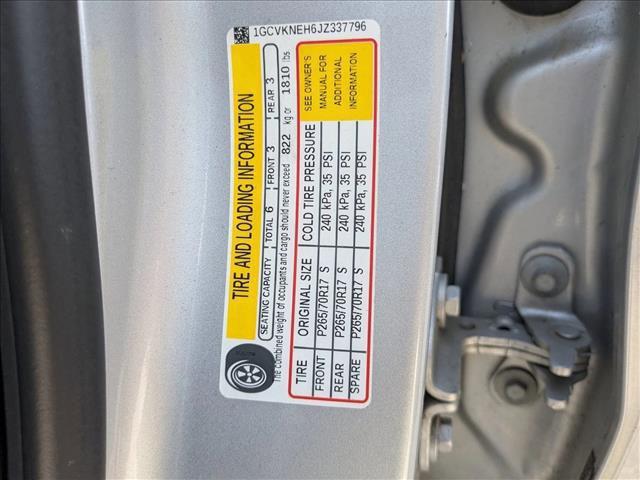 1GCVKNEH6JZ337796
TIRE AND LOADING INFORMATION
SEATING CAPACITY TOTAL 6 FRONT 3 REAR 3
The combined weight of occupants and cargo should never exceed 822 kg or 1810 lbs.
TIRE ORIGINAL SIZE COLD TIRE PRESSURE
FRONT P265/70R17 S 240 kPa, 35 PSI
REAR P265/70R17 S 240 kPa, 35 PSI
SPARE P265/70R17 S 240 kPa, 35 PSI
SEE OWNER'S
MANUAL FOR
ADDITIONAL
INFORMATION